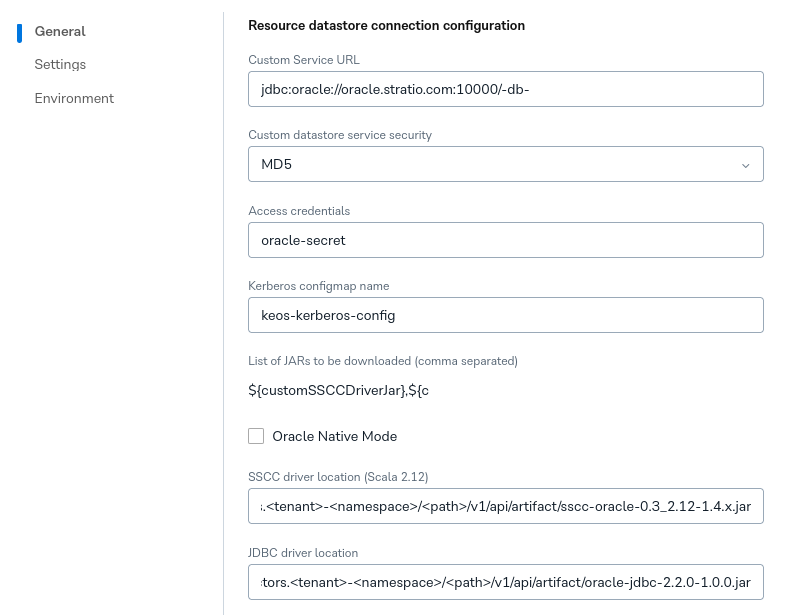 General
Settings
Environment
Resource datastore connection configuration
Custom Service URL
jdbc:oracle://oracle.stratio.com:10000/-db-
Custom datastore service security
MD5
Access credentials
oracle-secret
Kerberos configmap name
keos-kerberos-config
List of JARs to be downloaded (comma separated)
${customSSCCDriverJar},${c
Oracle Native Mode
SSCC driver location (Scala 2.12)
.<tenant>-<namespace>/<path>/v1/api/artifact/sscc-oracle-0.3_2.12-1.4.x.jar
JDBC driver location
tors.<tenant>-<namespace>/<path>/v1/api/artifact/oracle-jdbc-2.2.0-1.0.0.jar